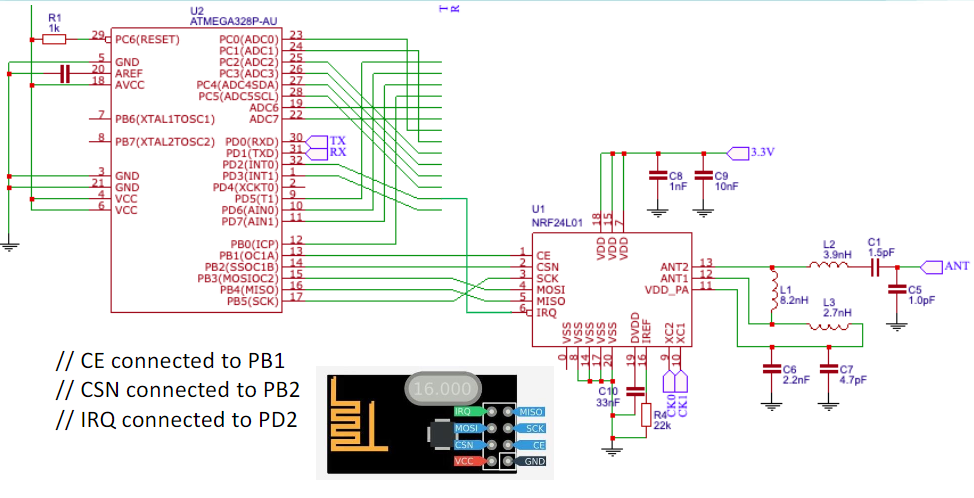 T
R
U2
ATMEGA328P-AU
R1
1k
29 PC6(RESET)
5 GND
20 AREF
18 AVCC
7 PB6(XTAL1TOSC1)
8 PB7(XTAL2TOSC2)
3 GND
21 GND
4 VCC
6 VCC
PC0(ADC0) 23
PC1(ADC1) 24
PC2(ADC2) 25
PC3(ADC3) 26
PC4(ADC4SDA) 27
PC5(ADC5SCL) 28
ADC6 19
ADC7 22
PD0(RXD) 30 TX
PD1(TXD) 31 RX
PD2(INT0) 32
PD3(INT1) 1
PD4(XCKT0) 2
PD5(T1) 9
PD6(AIN0) 10
PD7(AIN1) 11
PB0(ICP) 12
PB1(OC1A) 13
PB2(SSOC1B) 14
PB3(MOSIOC2) 15
PB4(MISO) 16
PB5(SCK) 17
3.3V
C8
1nF
C9
10nF
U1
NRF24L01
18 15 7
VDD VDD VDD
1 CE
2 CSN
3 SCK
4 MOSI
5 MISO
6 IRQ
ANT2 13
ANT1 12
VDD_PA 11
VSS VSS VSS VSS VSS DVDD IREF XC2 XC1
0 8 14 17 20 19 16 9 10
L2
3.9nH
C1
1.5pF
ANT
L1
8.2nH
C5
1.0pF
L3
2.7nH
C6
2.2nF
C7
4.7pF
C10
33nF
R4
22k
CK0
CK1
// CE connected to PB1
// CSN connected to PB2
// IRQ connected to PD2
16.000
IRQ MISO
MOSI SCK
CSN CE
VCC GND